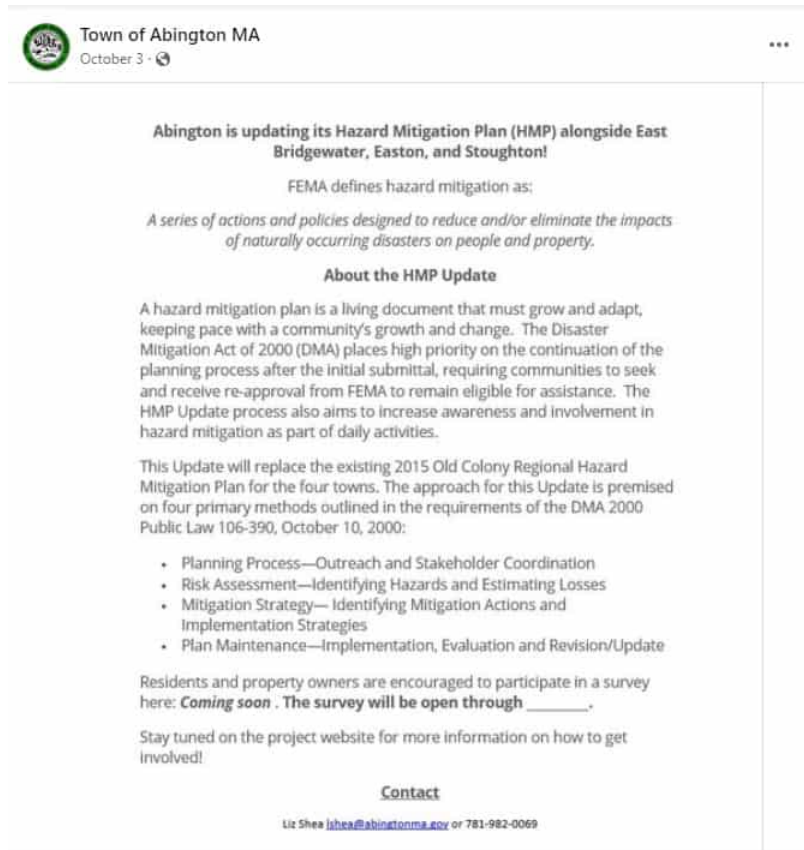 Town of Abington MA
October 3 ·
Abington is updating its Hazard Mitigation Plan (HMP) alongside East
Bridgewater, Easton, and Stoughton!
FEMA defines hazard mitigation as:
A series of actions and policies designed to reduce and/or eliminate the impacts
of naturally occurring disasters on people and property.
About the HMP Update
A hazard mitigation plan is a living document that must grow and adapt,
keeping pace with a community's growth and change. The Disaster
Mitigation Act of 2000 (DMA) places high priority on the continuation of the
planning process after the initial submittal, requiring communities to seek
and receive re-approval from FEMA to remain eligible for assistance. The
HMP Update process also aims to increase awareness and involvement in
hazard mitigation as part of daily activities.
This Update will replace the existing 2015 Old Colony Regional Hazard
Mitigation Plan for the four towns. The approach for this Update is premised
on four primary methods outlined in the requirements of the DMA 2000
Public Law 106-390, October 10, 2000:
• Planning Process—Outreach and Stakeholder Coordination
• Risk Assessment—Identifying Hazards and Estimating Losses
• Mitigation Strategy— Identifying Mitigation Actions and
Implementation Strategies
• Plan Maintenance—Implementation, Evaluation and Revision/Update
Residents and property owners are encouraged to participate in a survey
here: Coming soon . The survey will be open through ________.
Stay tuned on the project website for more information on how to get
involved!
Contact
Liz Shea lshea@abingtonma.gov or 781-982-0069